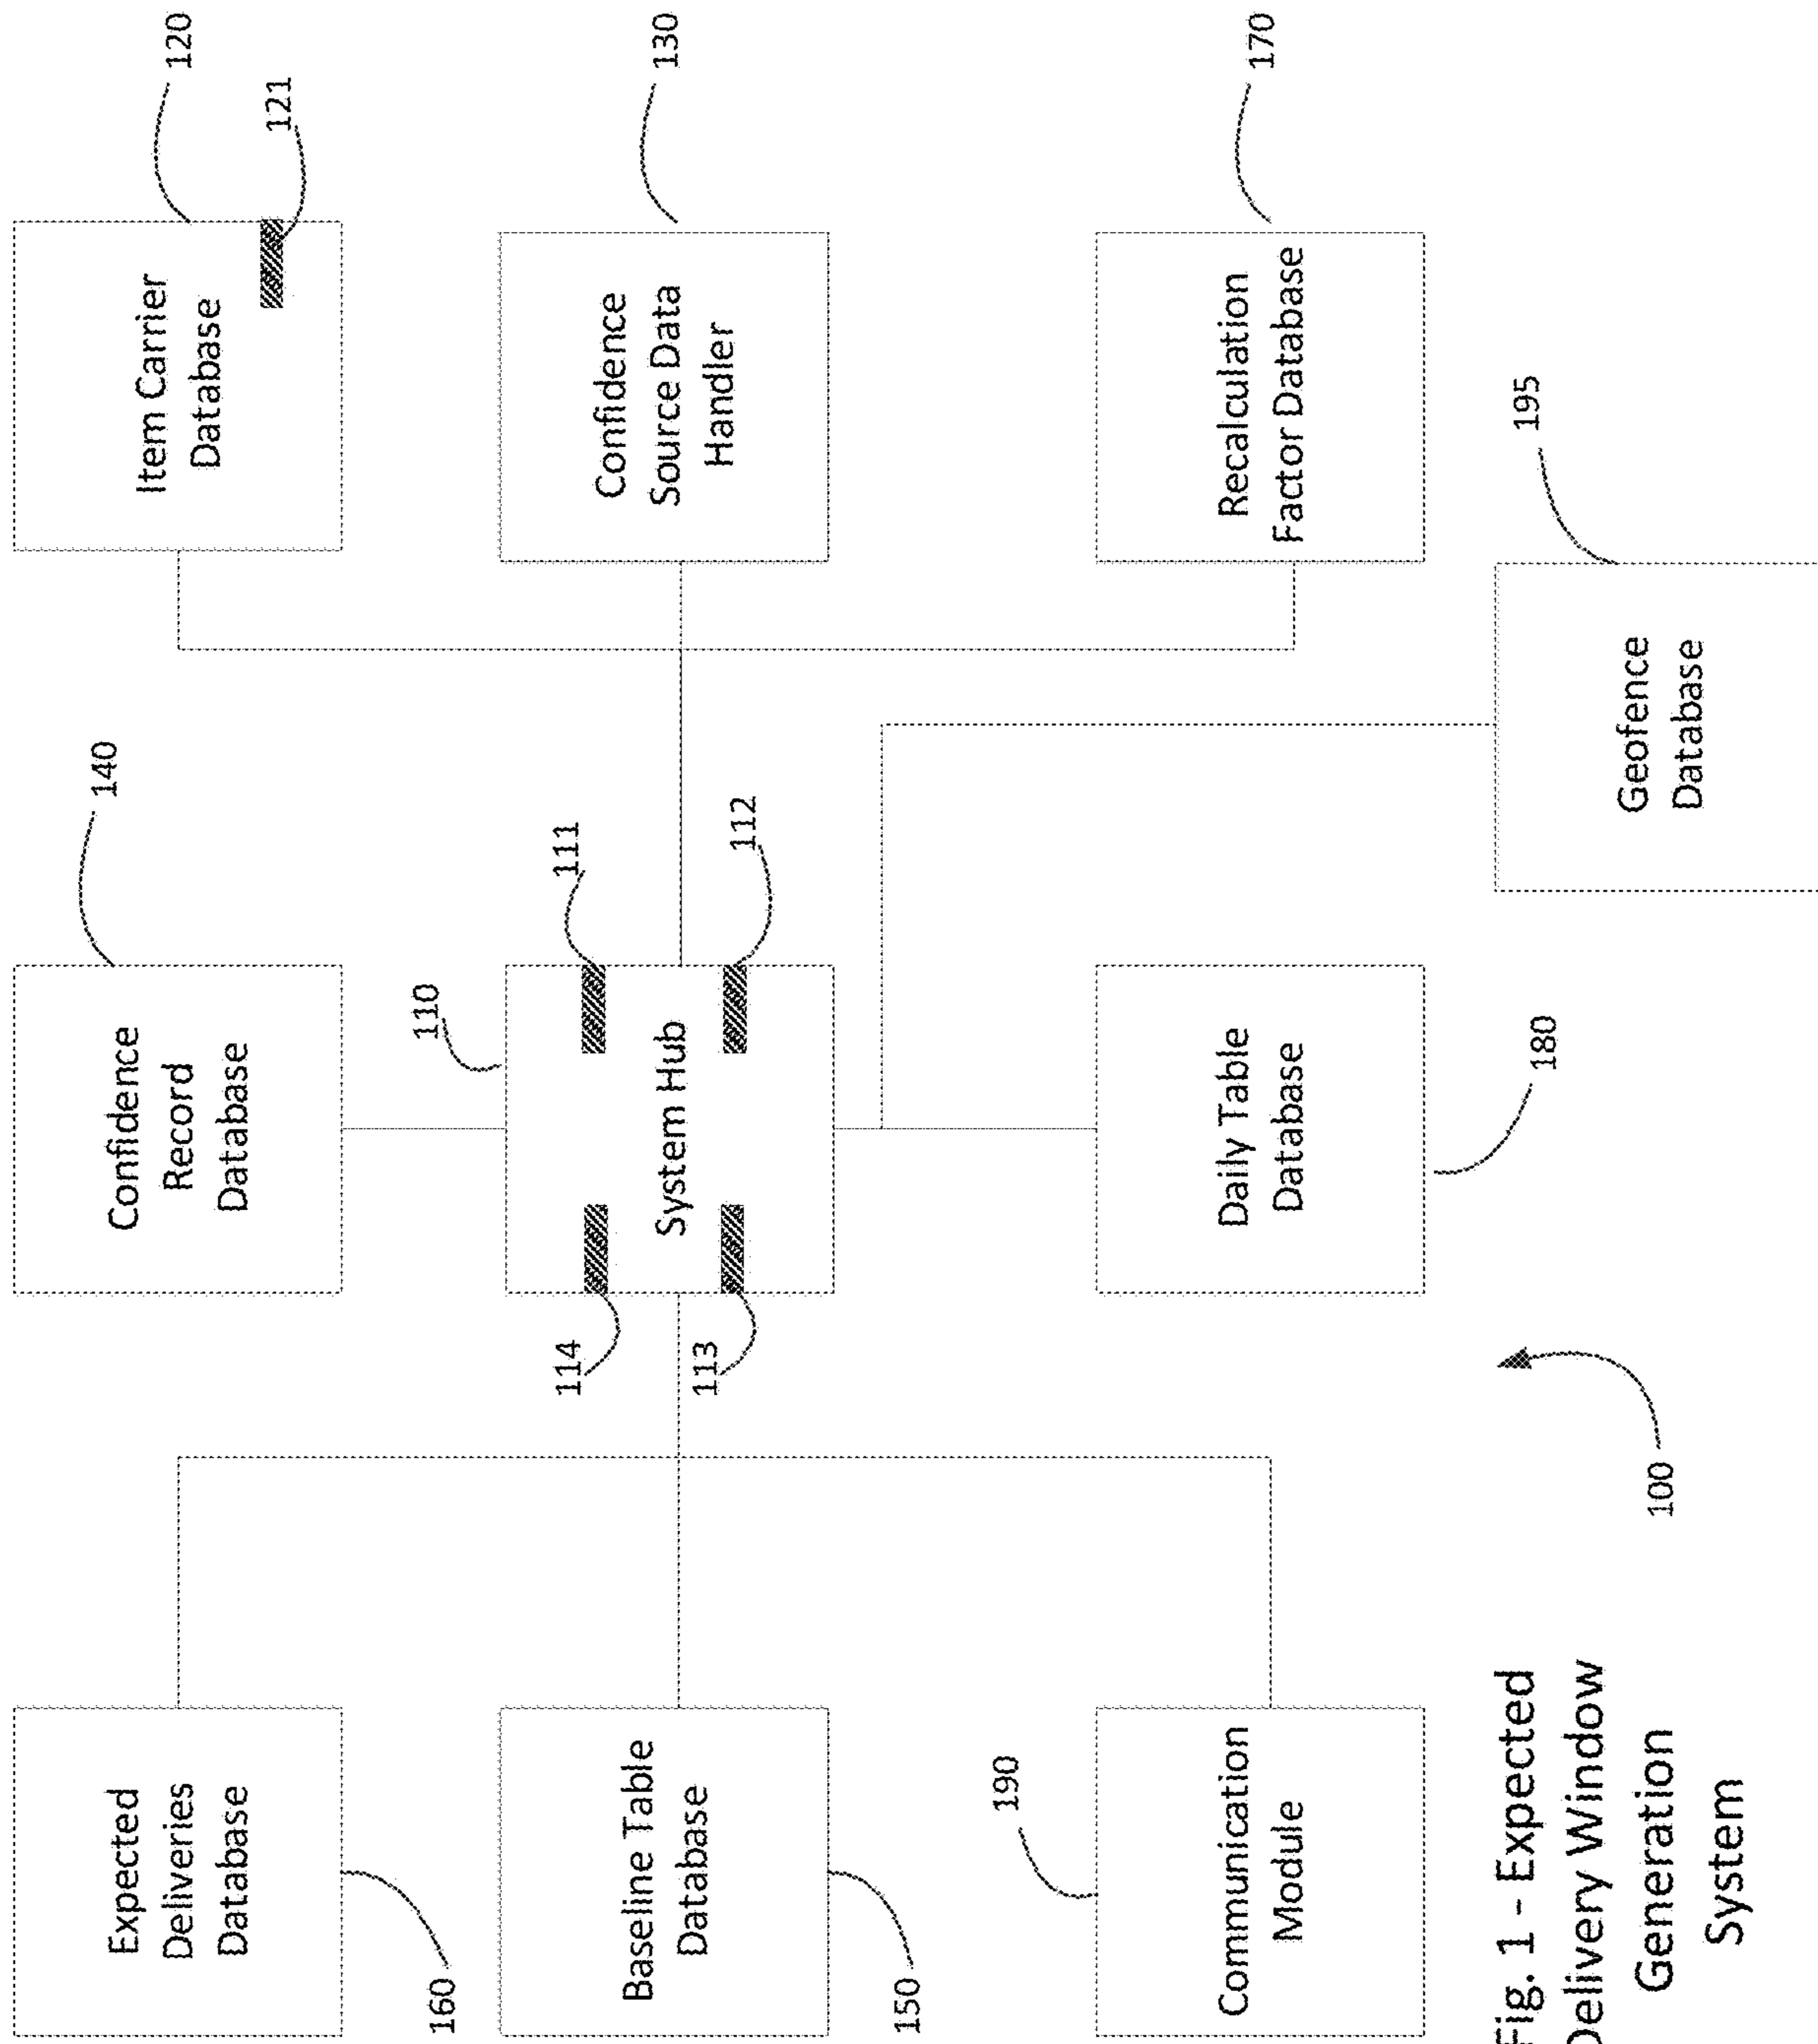 120
140
Expected
Deliveries
Database
Confidence
Record
Database
Item Carrier
Database
121
160
110
114
111
Baseline Table
Database
System Hub
Confidence
Source Data
Handler
130
113
112
150
190
Communication
Module
Daily Table
Database
Recalculation
Factor Database
170
180
195
Fig. 1 - Expected
Delivery Window
Generation
System
100
Geofence
Database